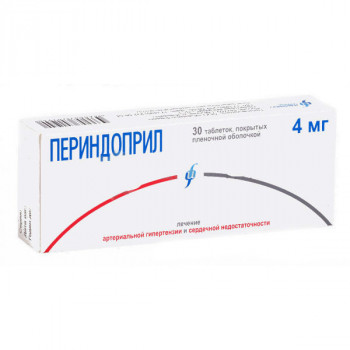 ПЕРИНДОПРИЛ
30 таблеток, покрытых
пленочной оболочкой
4 мг
лечение
артериальной гипертензии и сердечной недостаточности